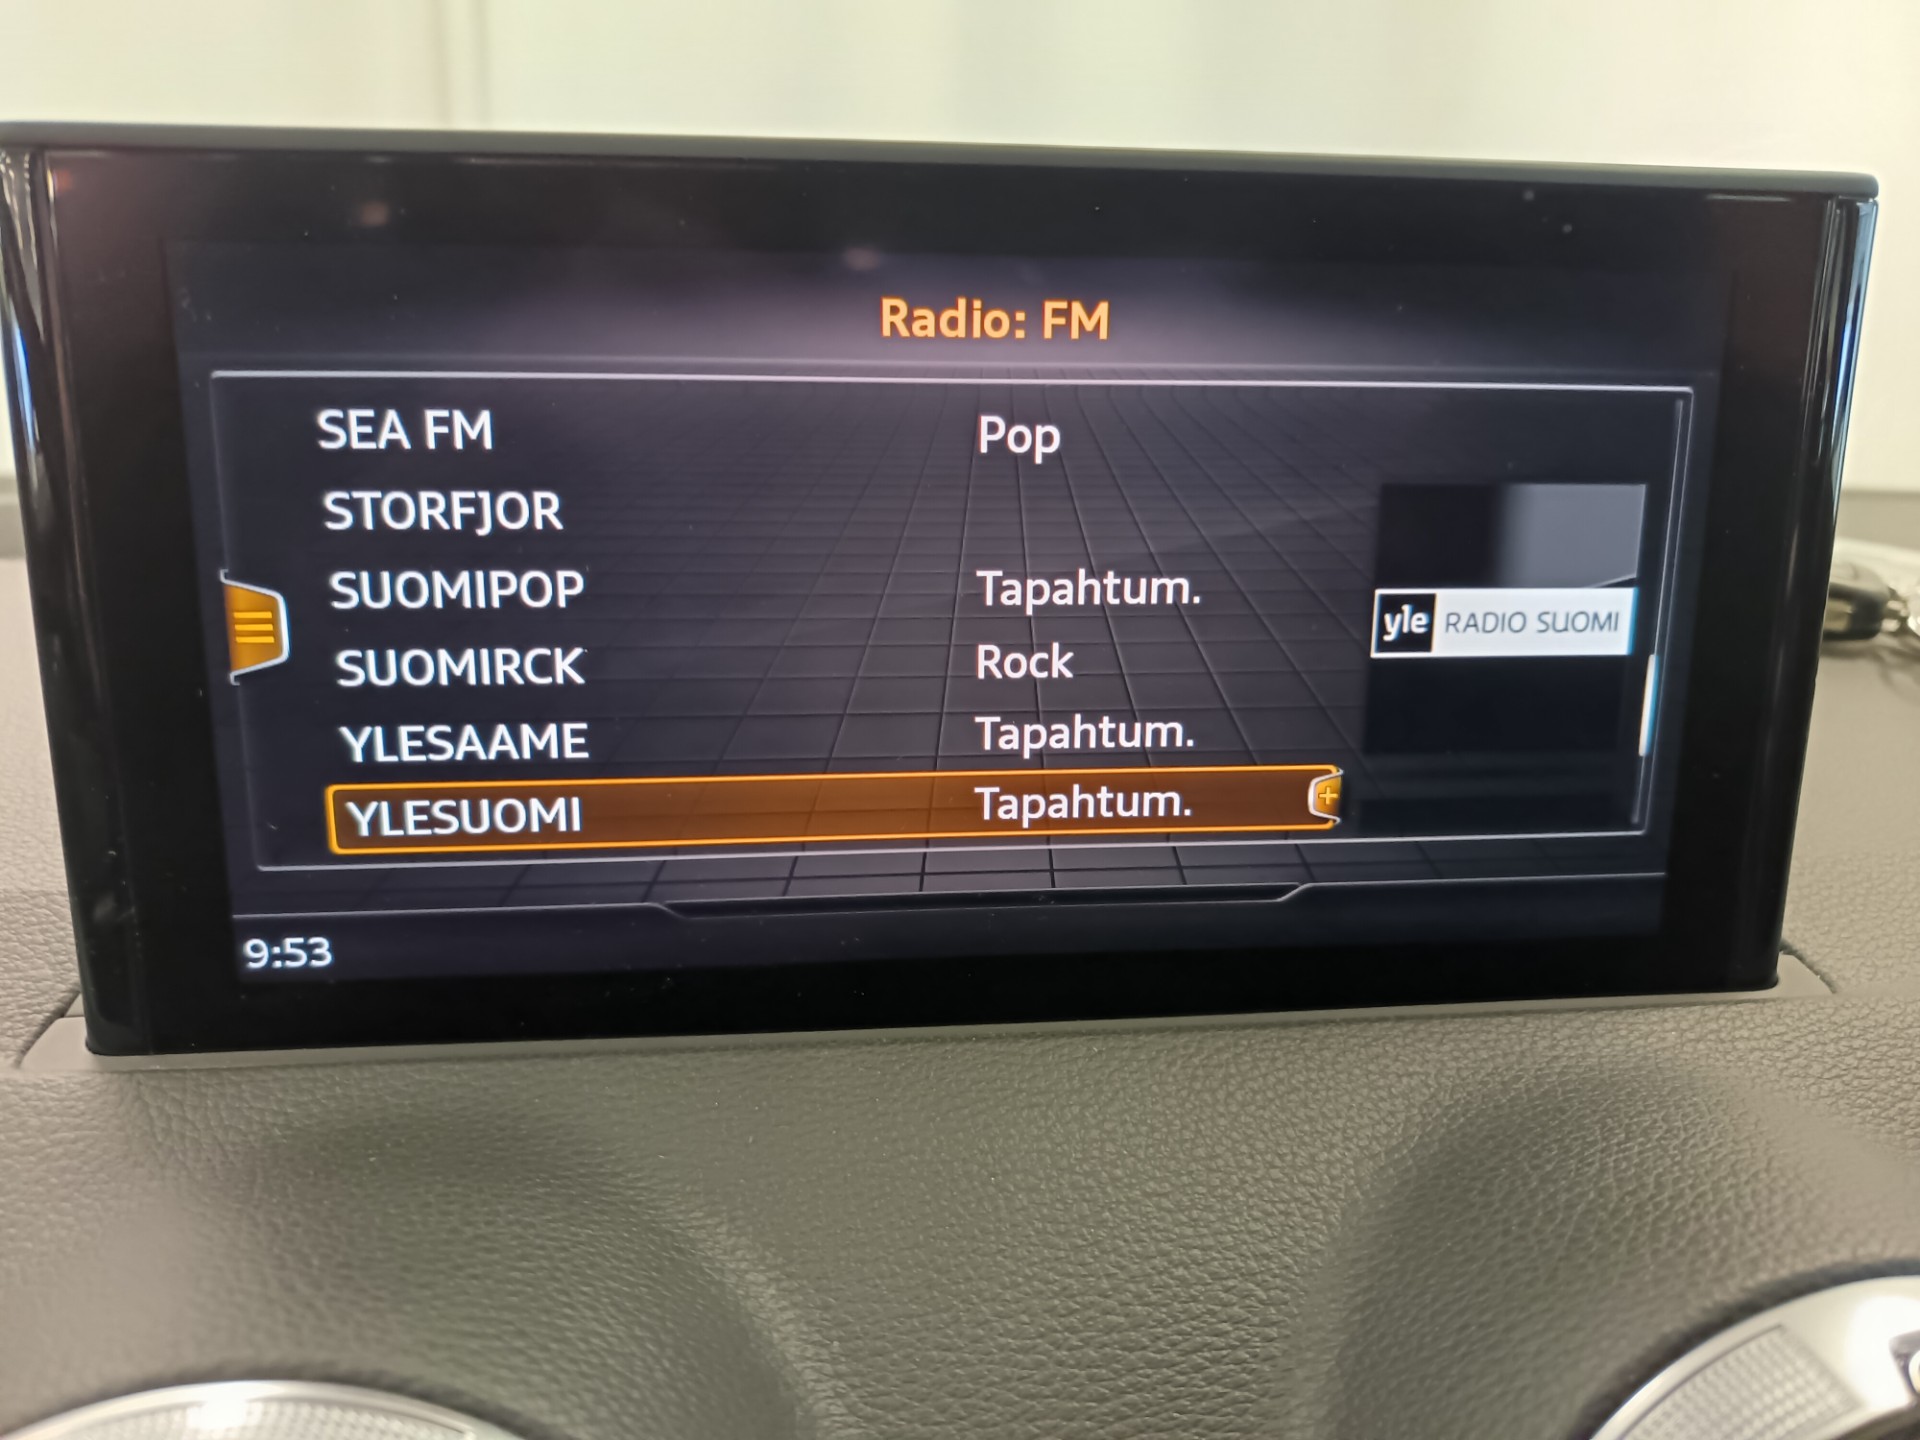 Radio: FM
SEA FM Pop
STORFJOR
SUOMIPOP Tapahtum.
SUOMIRCK Rock
YLESAAME Tapahtum.
YLESUOMI Tapahtum.
yle RADIO SUOMI
9:53